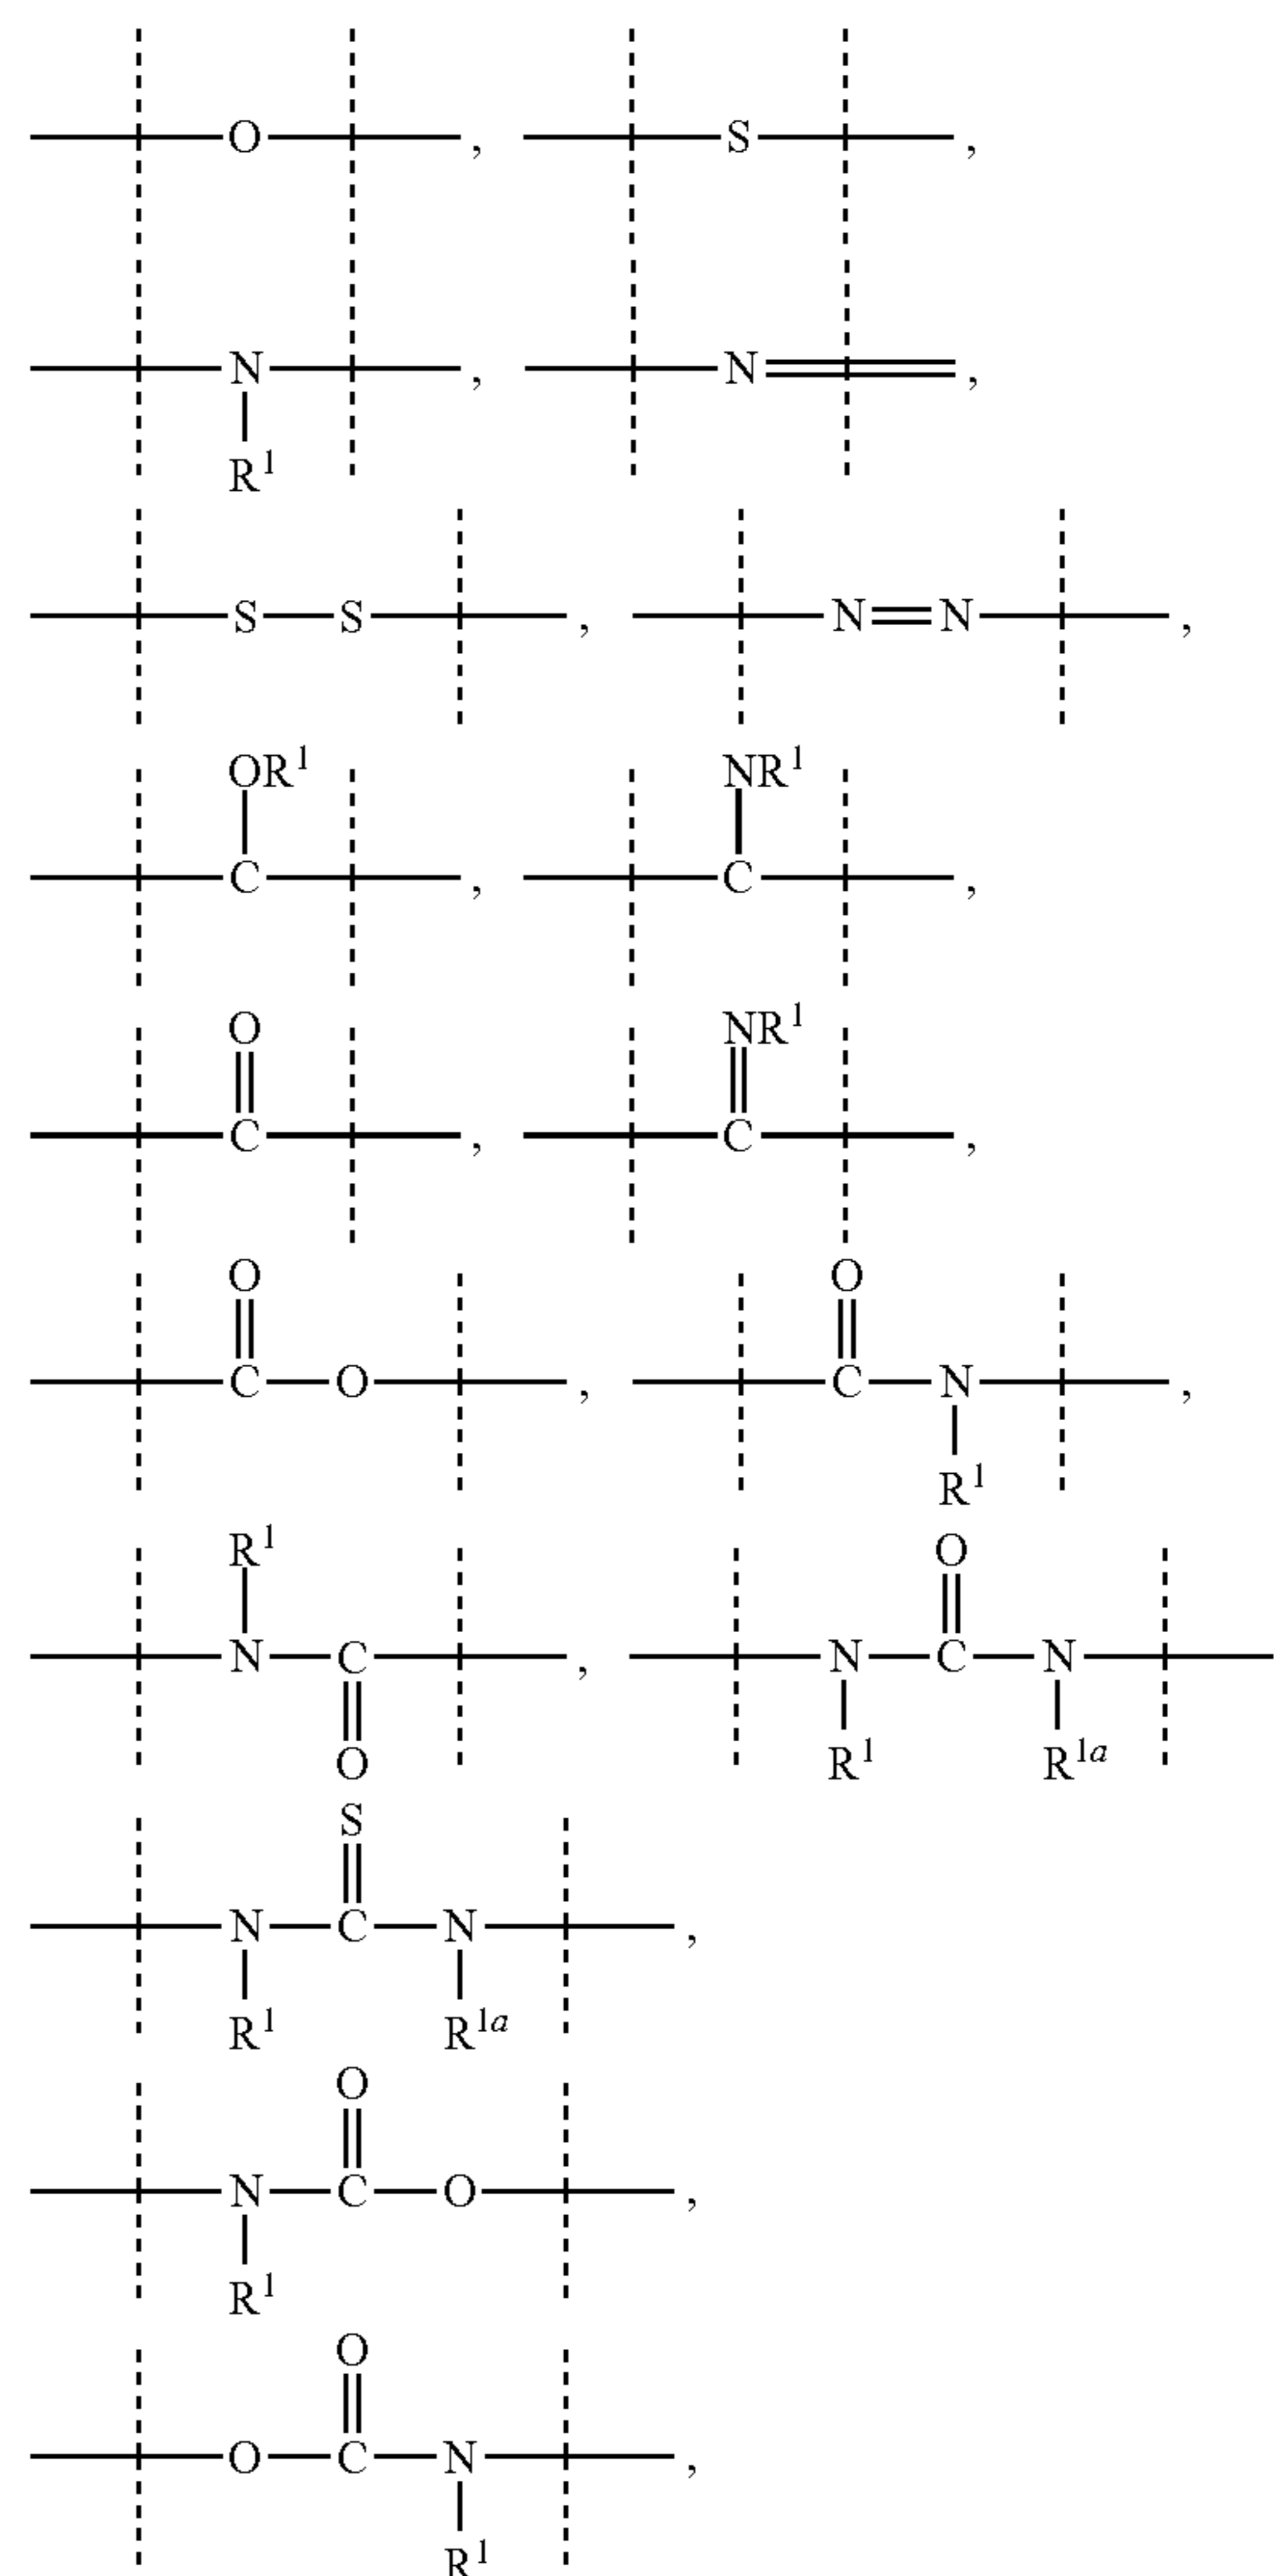 O , S ,
N , N ,
R¹
S S , N N ,
OR¹ NR¹
C , C ,
O NR¹
C , C ,
O O
C O , C N ,
R¹
R¹ O
N C , N C N
O R¹ R¹ᵃ
S
N C N ,
R¹ R¹ᵃ
O
N C O ,
R¹
O
O C N ,
R¹